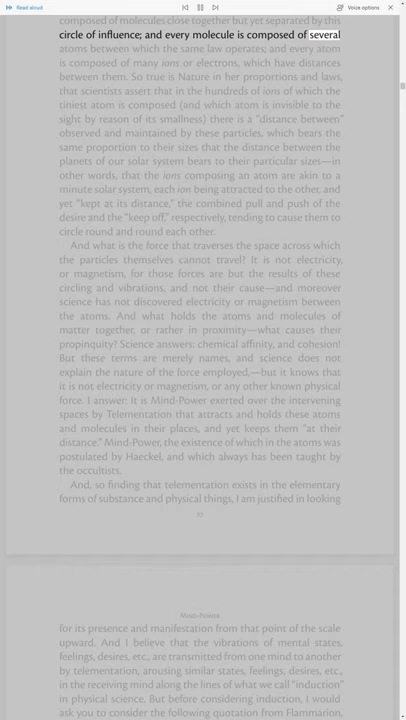 Read aloud
Voice options
composed of molecules close together but yet separated by this
circle of influence; and every molecule is composed of several
atoms between which the same law operates; and every atom
is composed of many ions or electrons, which have distances
between them. So true is Nature in her proportions and laws,
that scientists assert that in the hundreds of ions of which the
tiniest atom is composed (and which atom is invisible to the
sight by reason of its smallness) there is a "distance between"
observed and maintained by these particles, which bears the
same proportion to their sizes that the distance between the
planets of our solar system bears to their particular sizes—in
other words, that the ions composing an atom are akin to a
minute solar system, each ion being attracted to the other, and
yet "kept at its distance," the combined pull and push of the
desire and the "keep off," respectively, tending to cause them to
circle round and round each other.
And what is the force that traverses the space across which
the particles themselves cannot travel? It is not electricity,
or magnetism, for those forces are but the results of these
circling and vibrations, and not their cause—and moreover
science has not discovered electricity or magnetism between
the atoms. And what holds the atoms and molecules of
matter together, or rather in proximity—what causes their
propinquity? Science answers: chemical affinity, and cohesion!
But these terms are merely names, and science does not
explain the nature of the force employed,—but it knows that
it is not electricity or magnetism, or any other known physical
force. I answer: It is Mind-Power exerted over the intervening
spaces by Telementation that attracts and holds these atoms
and molecules in their places, and yet keeps them "at their
distance." Mind-Power, the existence of which in the atoms was
postulated by Haeckel, and which always has been taught by
the occultists.
And, so finding that telementation exists in the elementary
forms of substance and physical things, I am justified in looking
Mind-Power
for its presence and manifestation from that point of the scale
upward. And I believe that the vibrations of mental states,
feelings, desires, etc., are transmitted from one mind to another
by telementation, arousing similar states, feelings, desires, etc.,
in the receiving mind along the lines of what we call "induction"
in physical science. But before considering induction, I would
ask you to consider the following quotation from Flammarion,